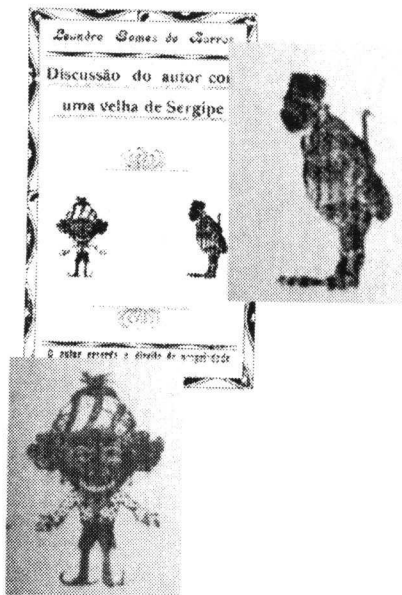 Leandro Gomes de Barros
Discussão do autor com
uma velha de Sergipe
O autor reserva o direito de propriedade